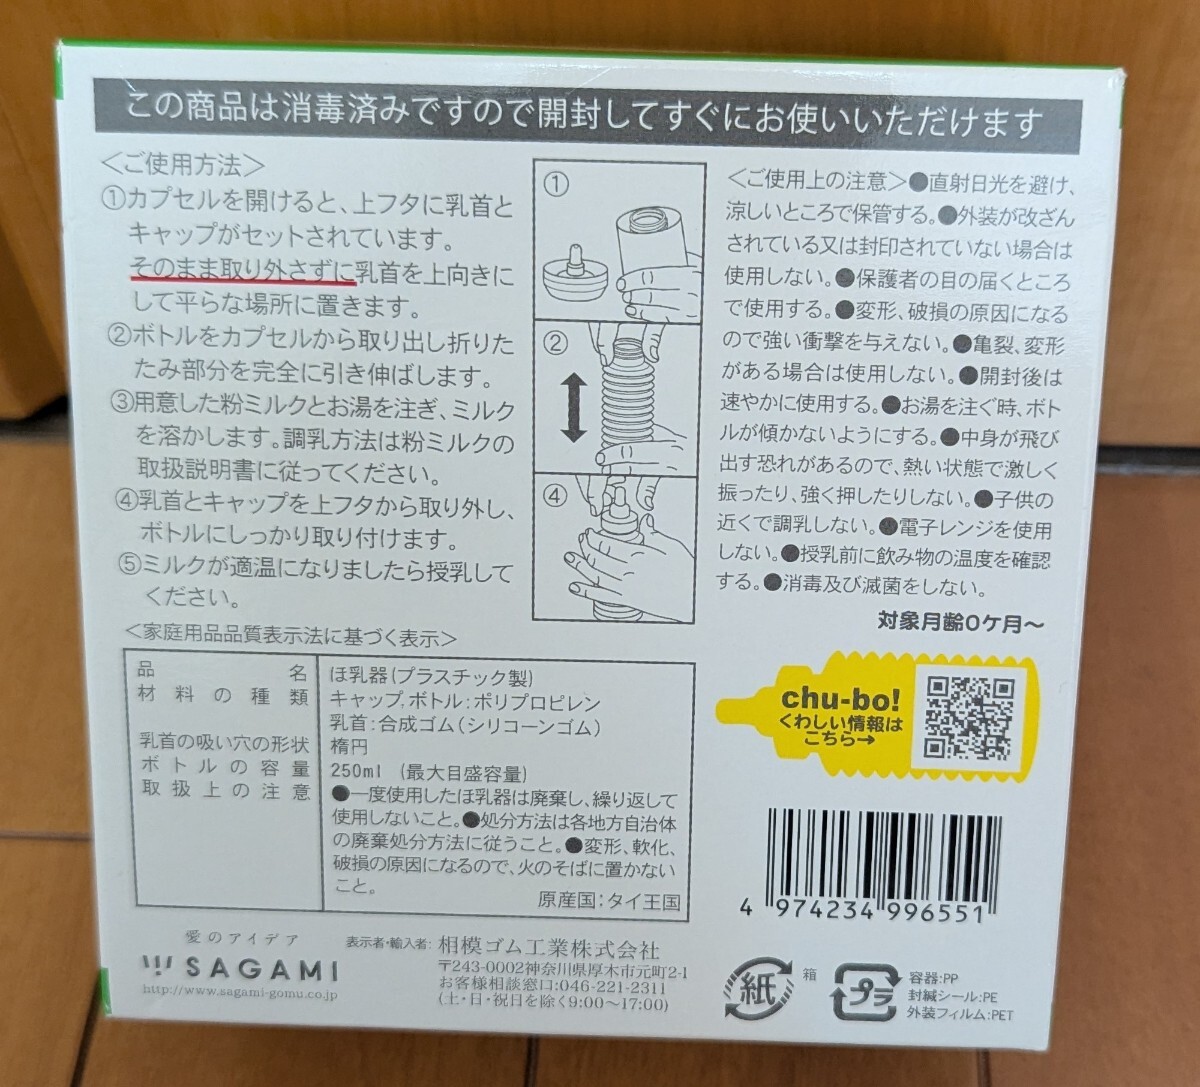 この商品は消毒済みですので開封してすぐにお使いいただけます
＜ご使用方法＞
①カプセルを開けると、上フタに乳首と
キャップがセットされています。
そのまま取り外さずに乳首を上向きに
して平らな場所に置きます。
②ボトルをカプセルから取り出し折りた
たみ部分を完全に引き伸ばします。
③用意した粉ミルクとお湯を注ぎ、ミルク
を溶かします。調乳方法は粉ミルクの
取扱説明書に従ってください。
④乳首とキャップを上フタから取り外し、
ボトルにしっかり取り付けます。
⑤ミルクが適温になりましたら授乳して
ください。
①
②
④
＜ご使用上の注意＞●直射日光を避け、
涼しいところで保管する。●外装が改ざん
されている又は封印されていない場合は
使用しない。●保護者の目の届くところ
で使用する。●変形、破損の原因になる
ので強い衝撃を与えない。●亀裂、変形
がある場合は使用しない。●開封後は
速やかに使用する。●お湯を注ぐ時、ボト
ルが傾かないようにする。●中身が飛び
出す恐れがあるので、熱い状態で激しく
振ったり、強く押したりしない。●子供の
近くで調乳しない。●電子レンジを使用
しない。●授乳前に飲み物の温度を確認
する。●消毒及び滅菌をしない。
対象月齢0ケ月〜
＜家庭用品品質表示法に基づく表示＞
品名 ほ乳器(プラスチック製)
材料の種類 キャップ,ボトル:ポリプロピレン
乳首:合成ゴム(シリコーンゴム)
乳首の吸い穴の形状 楕円
ボトルの容量 250ml (最大目盛容量)
取扱上の注意 ●一度使用したほ乳器は廃棄し、繰り返して
使用しないこと。●処分方法は各地方自治体
の廃棄処分方法に従うこと。●変形、軟化、
破損の原因になるので、火のそばに置かない
こと。
原産国:タイ王国
chu-bo!
くわしい情報は
こちら→
4 974234 996551
愛のアイデア
SAGAMI
http://www.sagami-gomu.co.jp
表示者・輸入者: 相模ゴム工業株式会社
〒243-0002神奈川県厚木市元町2-1
お客様相談窓口:046-221-2311
(土・日・祝日を除く9:00〜17:00)
紙
箱
プラ
容器:PP
封緘シール:PE
外装フィルム:PET